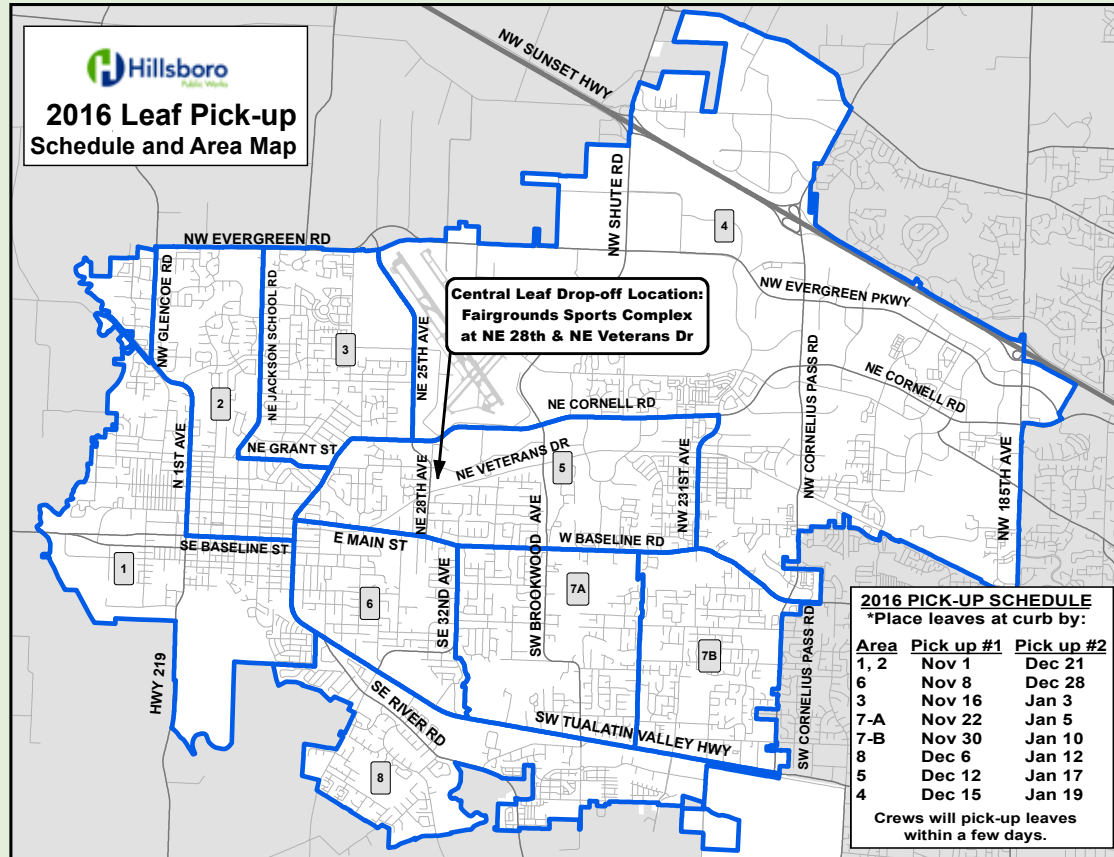 Hillsboro
Public Works
2016 Leaf Pick-up
Schedule and Area Map
NW SUNSET HWY
NW SHUTE RD
4
NW EVERGREEN RD
NW GLENCOE RD
NE JACKSON SCHOOL RD
3
NE 25TH AVE
Central Leaf Drop-off Location:
Fairgrounds Sports Complex
at NE 28th & NE Veterans Dr
NW EVERGREEN PKWY
NW CORNELIUS PASS RD
NE CORNELL RD
2
N 1ST AVE
NE GRANT ST
NE CORNELL RD
NE 28TH AVE
NE VETERANS DR
5
NW 231ST AVE
NW 185TH AVE
SE BASELINE ST
E MAIN ST
W BASELINE RD
1
6
SE 32ND AVE
SW BROOKWOOD AVE
7A
7B
SW CORNELIUS PASS RD
HWY 219
SE RIVER RD
SW TUALATIN VALLEY HWY
8
2016 PICK-UP SCHEDULE
*Place leaves at curb by:
Area Pick up #1 Pick up #2
1, 2 Nov 1 Dec 21
6 Nov 8 Dec 28
3 Nov 16 Jan 3
7-A Nov 22 Jan 5
7-B Nov 30 Jan 10
8 Dec 6 Jan 12
5 Dec 12 Jan 17
4 Dec 15 Jan 19
Crews will pick-up leaves
within a few days.